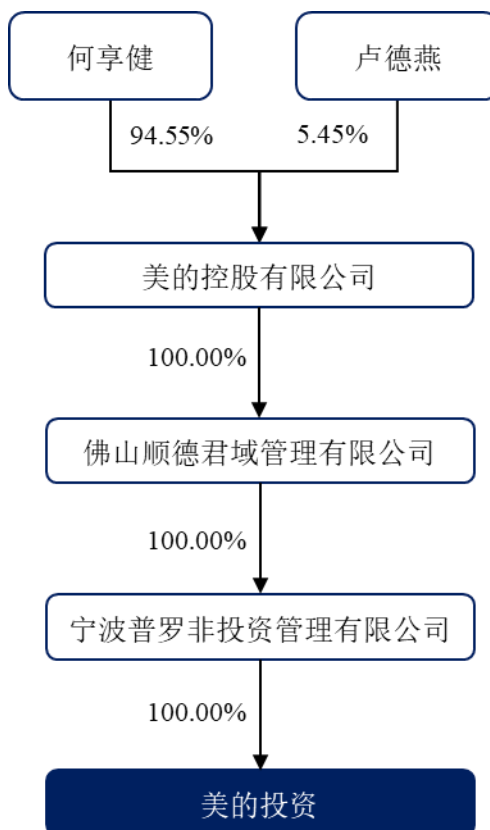 何享健
卢德燕
94.55%
5.45%
美的控股有限公司
100.00%
佛山顺德君域管理有限公司
100.00%
宁波普罗非投资管理有限公司
100.00%
美的投资